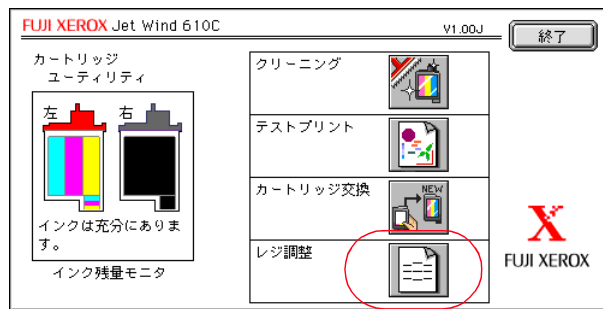 FUJI XEROX Jet Wind 610C
V1.00J
終了
カートリッジ
ユーティリティ
左
右
インクは充分にありま
す。
インク残量モニタ
クリーニング
テストプリント
カートリッジ交換
NEW
レジ調整
X
FUJI XEROX